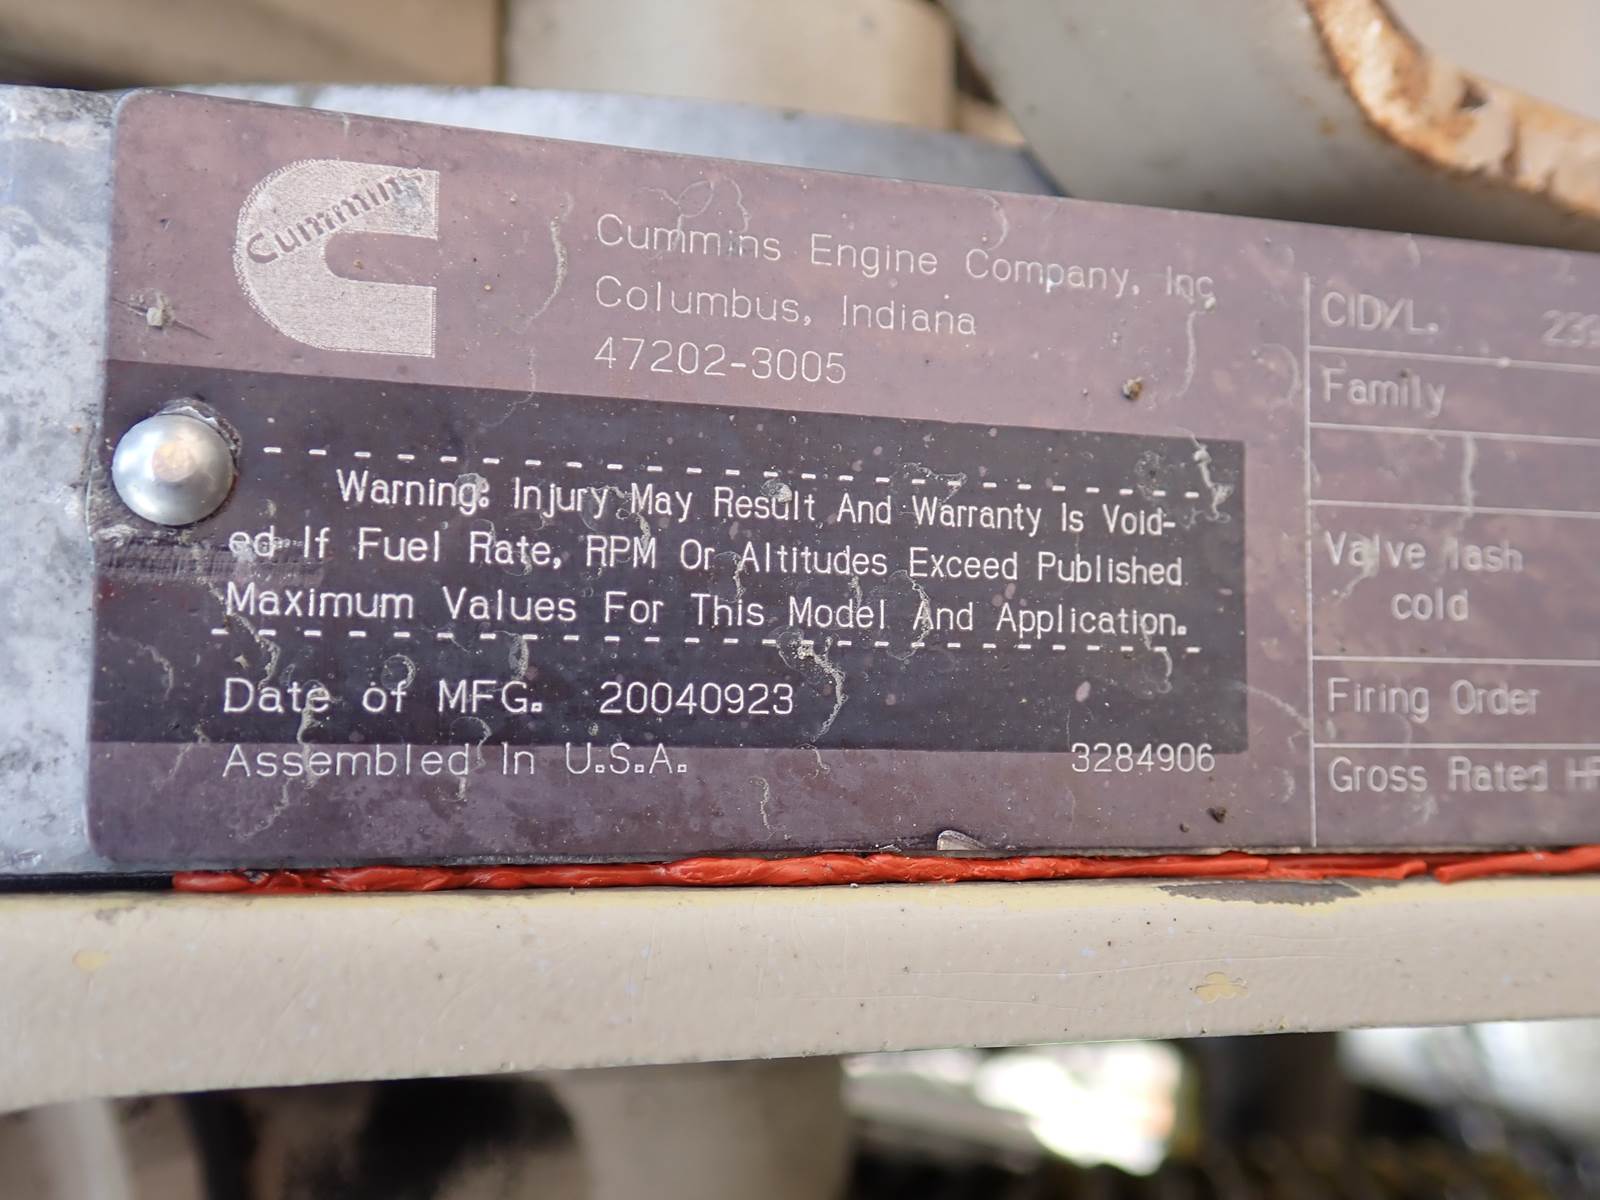 Cummins
Cummins Engine Company, Inc.
Columbus, Indiana
47202-3005
Warning: Injury May Result And Warranty Is Void-
ed If Fuel Rate, RPM Or Altitudes Exceed Published
Maximum Values For This Model And Application.
Date of MFG. 20040923
Assembled In U.S.A. 3284906
CID/L. 239
Family
Valve lash
cold
Firing Order
Gross Rated HP